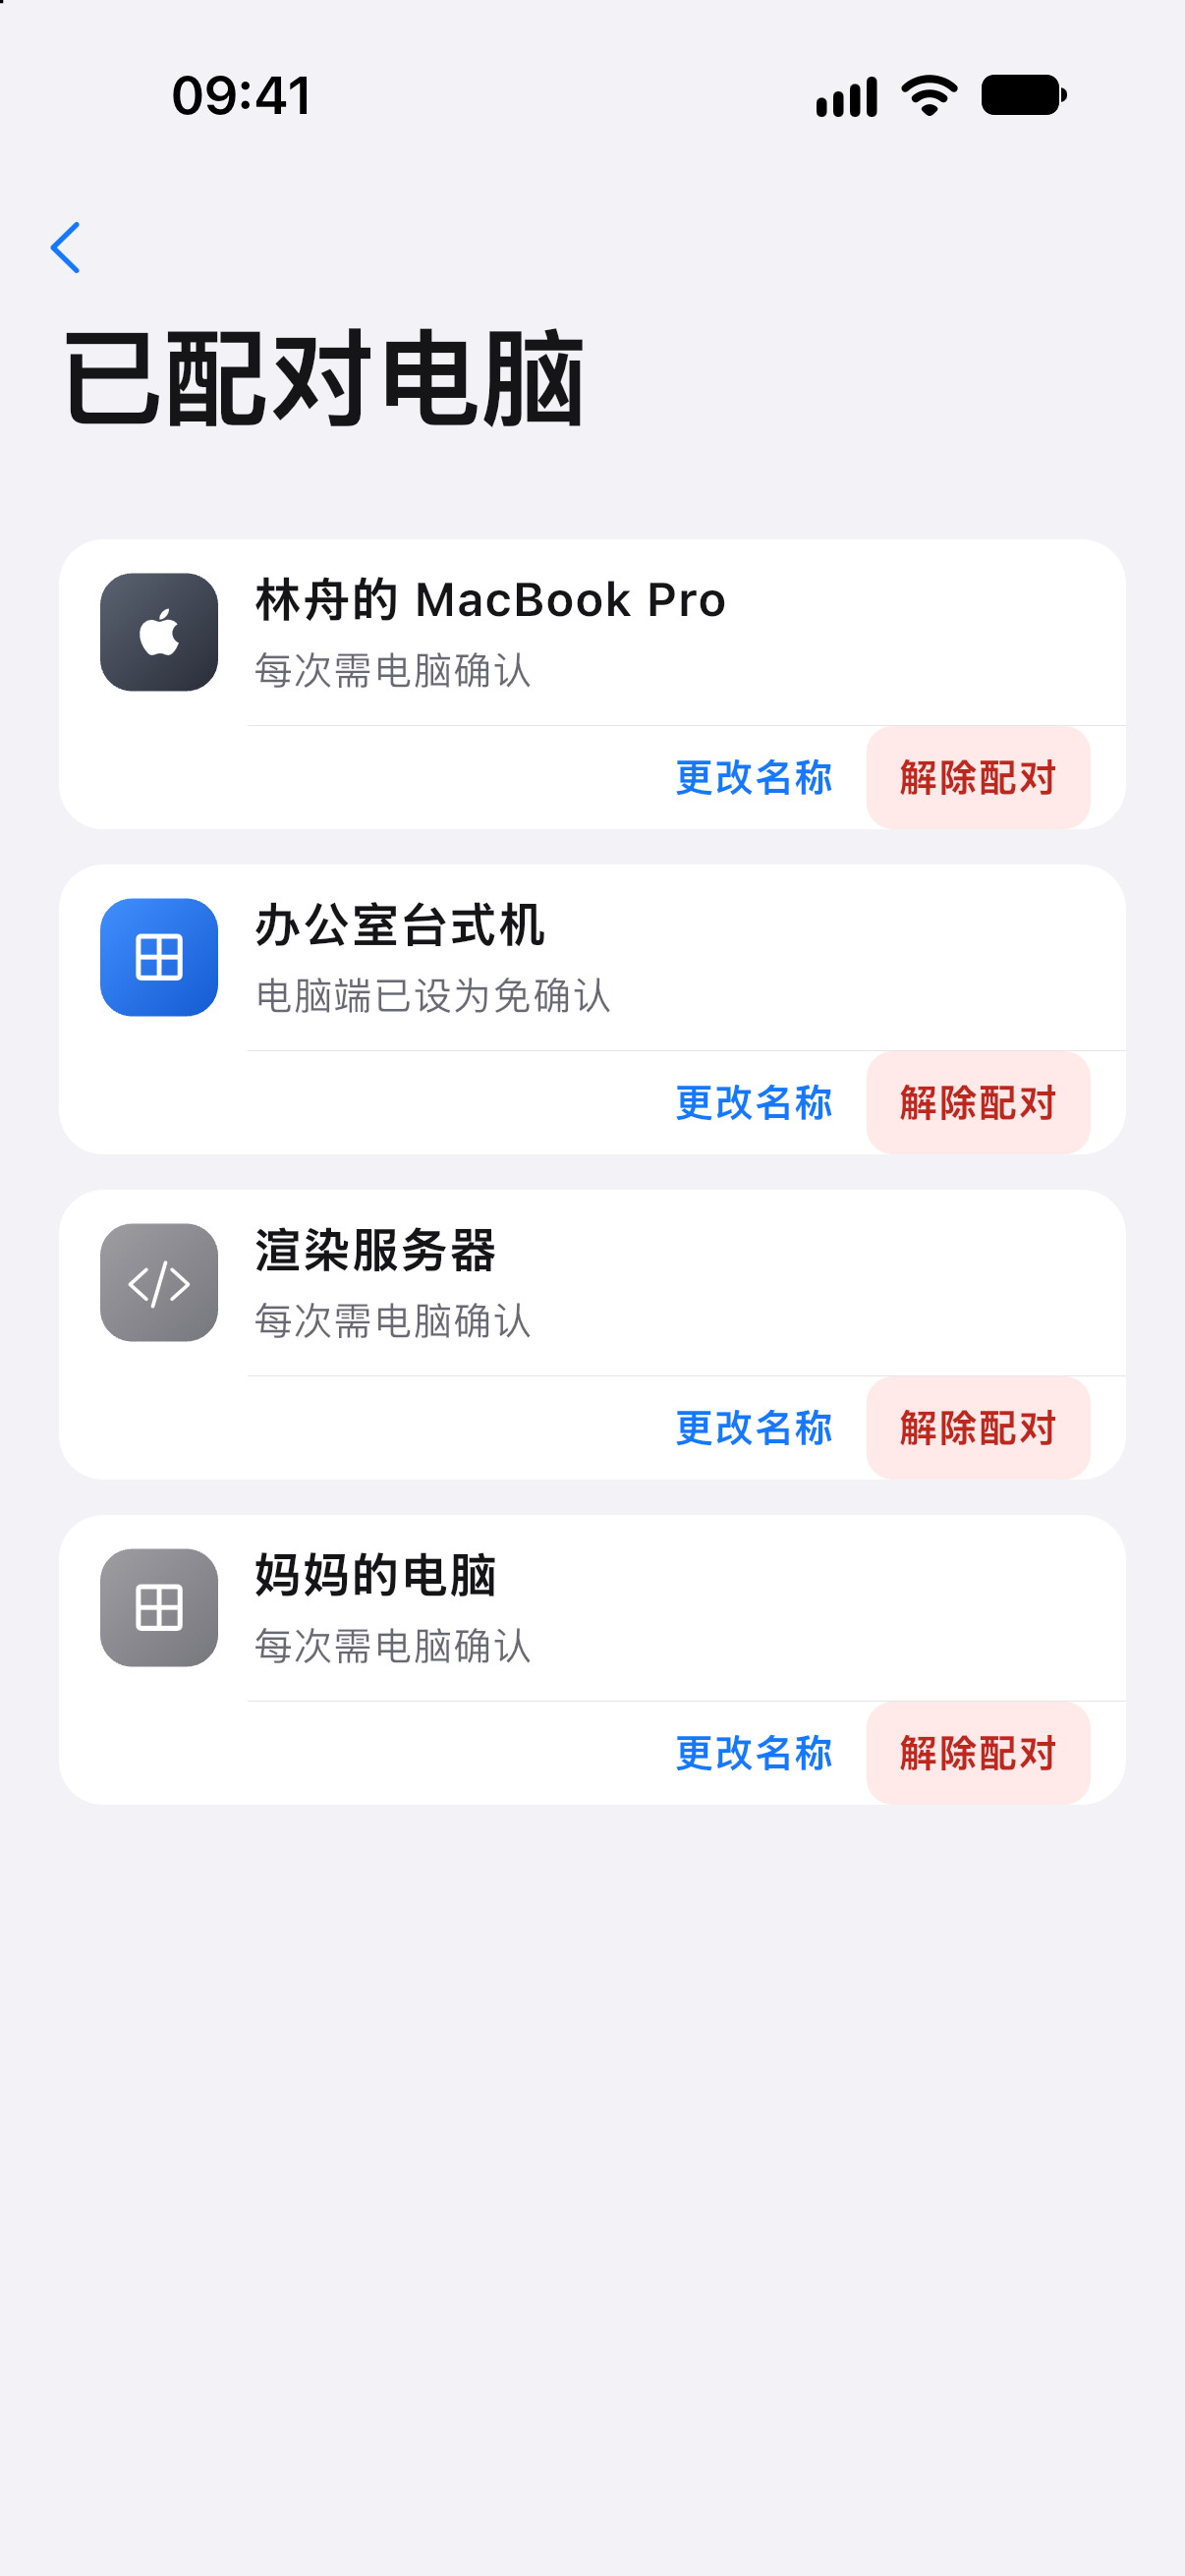 09:41
已配对电脑
林舟的 MacBook Pro
每次需电脑确认
更改名称 解除配对
办公室台式机
电脑端已设为免确认
更改名称 解除配对
渲染服务器
每次需电脑确认
更改名称 解除配对
妈妈的电脑
每次需电脑确认
更改名称 解除配对